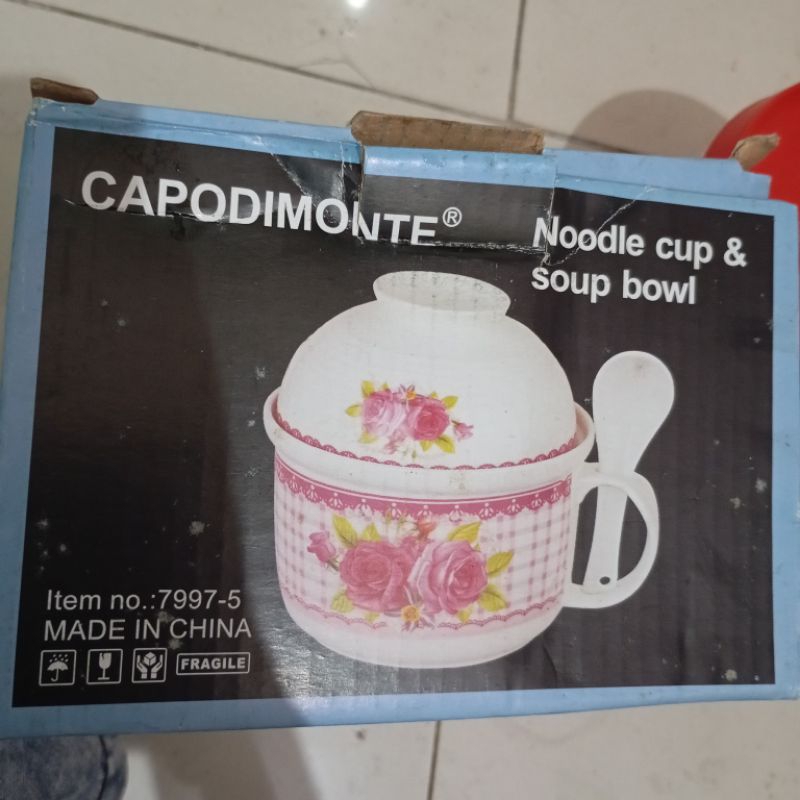 CAPODIMONTE®
Noodle cup &
soup bowl
Item no.:7997-5
MADE IN CHINA
FRAGILE